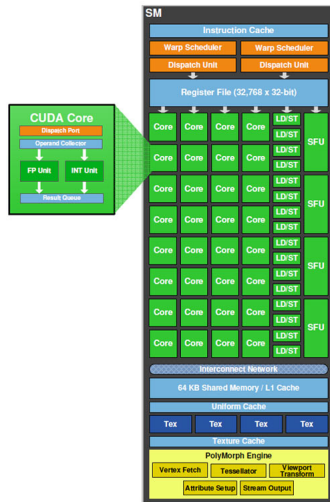 SM
Instruction Cache
Warp Scheduler Warp Scheduler
Dispatch Unit Dispatch Unit
Register File (32,768 x 32-bit)
CUDA Core
Dispatch Port
Operand Collector
FP Unit INT Unit
Result Queue
Core Core Core Core LD/ST
LD/ST
SFU
Core Core Core Core LD/ST
LD/ST
Core Core Core Core LD/ST
LD/ST
SFU
Core Core Core Core LD/ST
LD/ST
Core Core Core Core LD/ST
LD/ST
SFU
Core Core Core Core LD/ST
LD/ST
Core Core Core Core LD/ST
LD/ST
SFU
Core Core Core Core LD/ST
LD/ST
Interconnect Network
64 KB Shared Memory / L1 Cache
Uniform Cache
Tex Tex Tex Tex
Texture Cache
PolyMorph Engine
Vertex Fetch Tessellator Viewport
Transform
Attribute Setup Stream Output